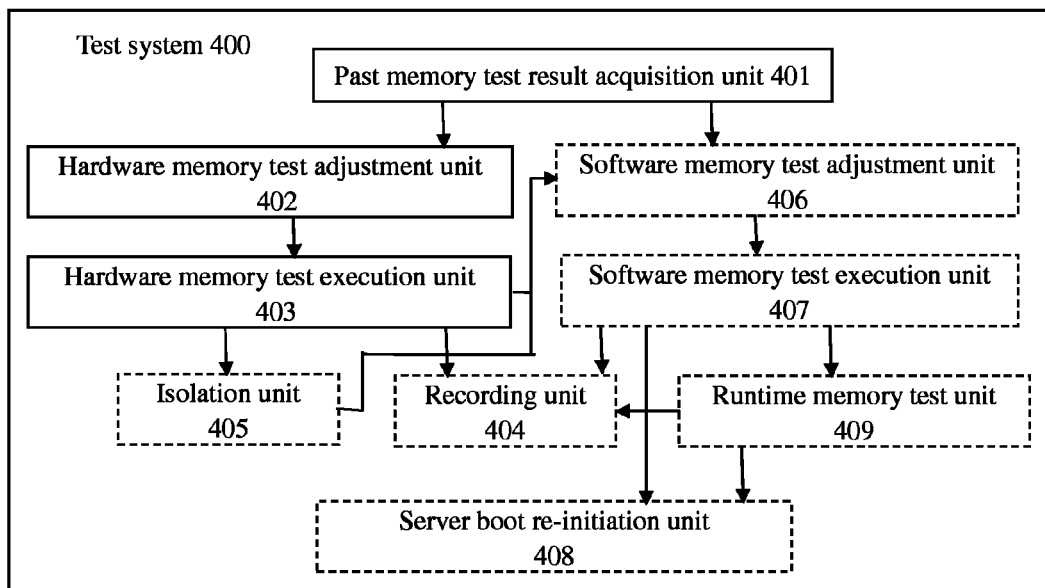 Test system 400
Past memory test result acquisition unit 401
Hardware memory test adjustment unit
402
Software memory test adjustment unit
406
Hardware memory test execution unit
403
Software memory test execution unit
407
Isolation unit
405
Recording unit
404
Runtime memory test unit
409
Server boot re-initiation unit
408